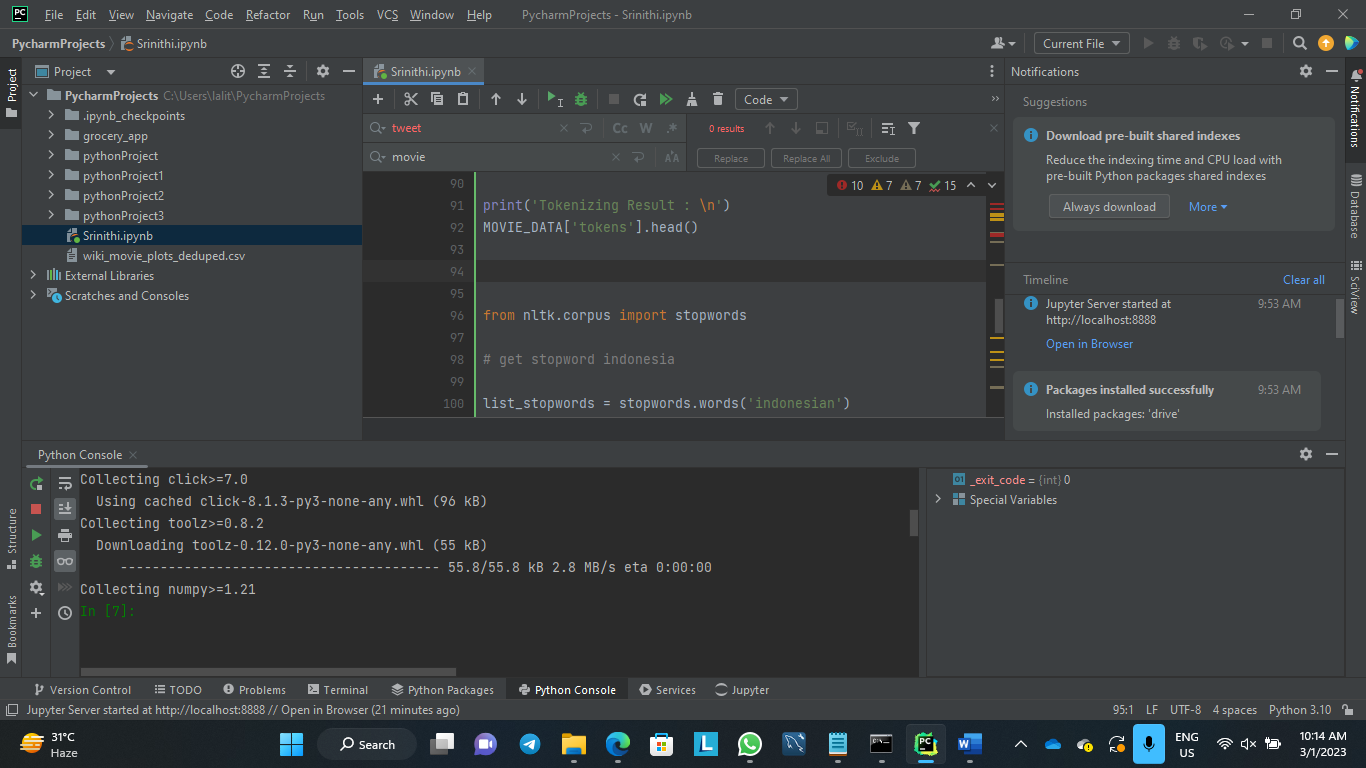 File Edit View Navigate Code Refactor Run Tools VCS Window Help PycharmProjects - Srinithi.ipynb
PycharmProjects Srinithi.ipynb
Current File
Project
Project
PycharmProjects C:\Users\lalit\PycharmProjects
.ipynb_checkpoints
grocery_app
pythonProject
pythonProject1
pythonProject2
pythonProject3
Srinithi.ipynb
wiki_movie_plots_deduped.csv
External Libraries
Scratches and Consoles
Structure
Bookmarks
Srinithi.ipynb
Code
tweet
Cc W .*
0 results
movie
Replace Replace All Exclude
10 7 7 15
90
91 print('Tokenizing Result : \n')
92 MOVIE_DATA['tokens'].head()
93
94
95
96 from nltk.corpus import stopwords
97
98 # get stopword indonesia
99
100 list_stopwords = stopwords.words('indonesian')
Notifications
Suggestions
Download pre-built shared indexes
Reduce the indexing time and CPU load with
pre-built Python packages shared indexes
Always download More
Timeline Clear all
Jupyter Server started at 9:53 AM
http://localhost:8888
Open in Browser
Packages installed successfully 9:53 AM
Installed packages: 'drive'
Notifications
Database
SciView
Python Console
Collecting click>=7.0
Using cached click-8.1.3-py3-none-any.whl (96 kB)
Collecting toolz>=0.8.2
Downloading toolz-0.12.0-py3-none-any.whl (55 kB)
---------------------------------------- 55.8/55.8 kB 2.8 MB/s eta 0:00:00
Collecting numpy>=1.21
In [7]:
01 _exit_code = {int} 0
Special Variables
Version Control TODO Problems Terminal Python Packages Python Console Services Jupyter
Jupyter Server started at http://localhost:8888 // Open in Browser (21 minutes ago)
95:1 LF UTF-8 4 spaces Python 3.10
31°C
Haze
Search
ENG
US
10:14 AM
3/1/2023